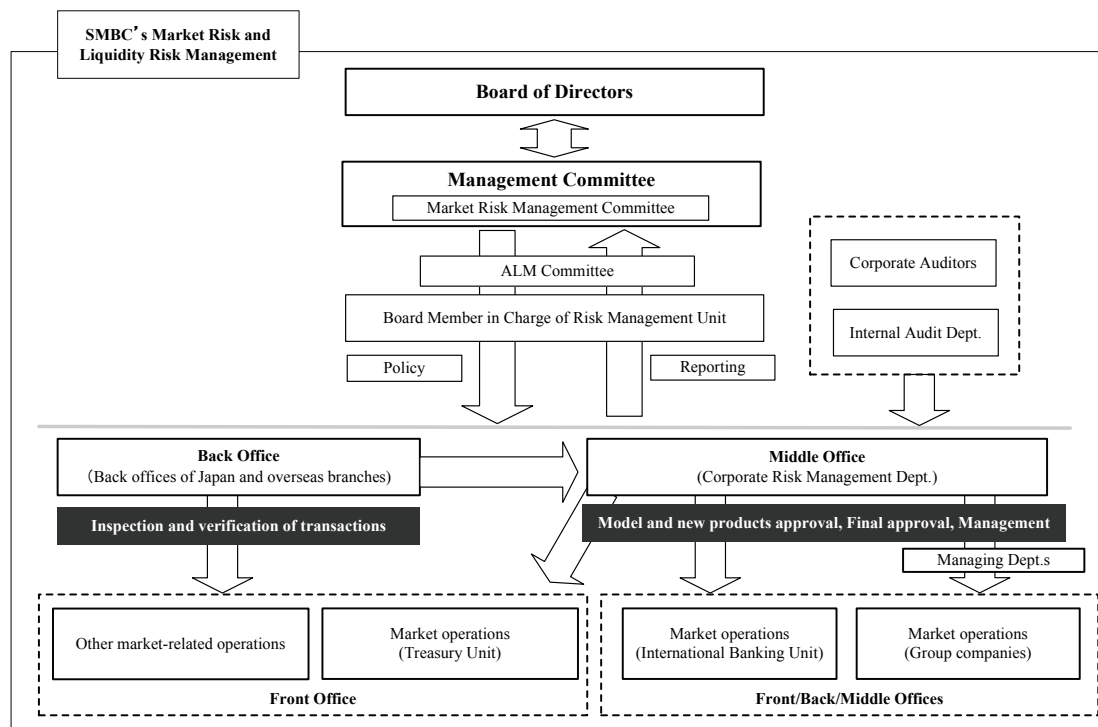 SMBC’s Market Risk and
Liquidity Risk Management
Board of Directors
Management Committee
Market Risk Management Committee
ALM Committee
Board Member in Charge of Risk Management Unit
Policy
Reporting
Corporate Auditors
Internal Audit Dept.
Back Office
(Back offices of Japan and overseas branches)
Middle Office
(Corporate Risk Management Dept.)
Inspection and verification of transactions
Model and new products approval, Final approval, Management
Managing Dept.s
Other market-related operations
Market operations
(Treasury Unit)
Market operations
(International Banking Unit)
Market operations
(Group companies)
Front Office
Front/Back/Middle Offices